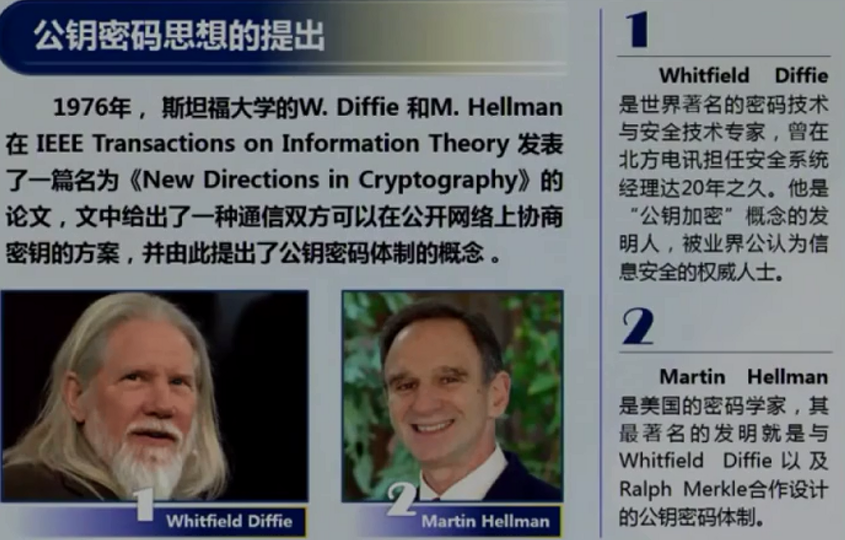 公钥密码思想的提出
1976年， 斯坦福大学的W. Diffie 和M. Hellman
在 IEEE Transactions on Information Theory 发表
了一篇名为《New Directions in Cryptography》的
论文，文中给出了一种通信双方可以在公开网络上协商
密钥的方案，并由此提出了公钥密码体制的概念 。
1
Whitfield Diffie
2
Martin Hellman
1
Whitfield Diffie
是世界著名的密码技术
与安全技术专家，曾在
北方电讯担任安全系统
经理达20年之久。他是
“公钥加密”概念的发
明人，被业界公认为信
息安全的权威人士。
2
Martin Hellman
是美国的密码学家，其
最著名的发明就是与
Whitfield Diffie 以及
Ralph Merkle合作设计
的公钥密码体制。